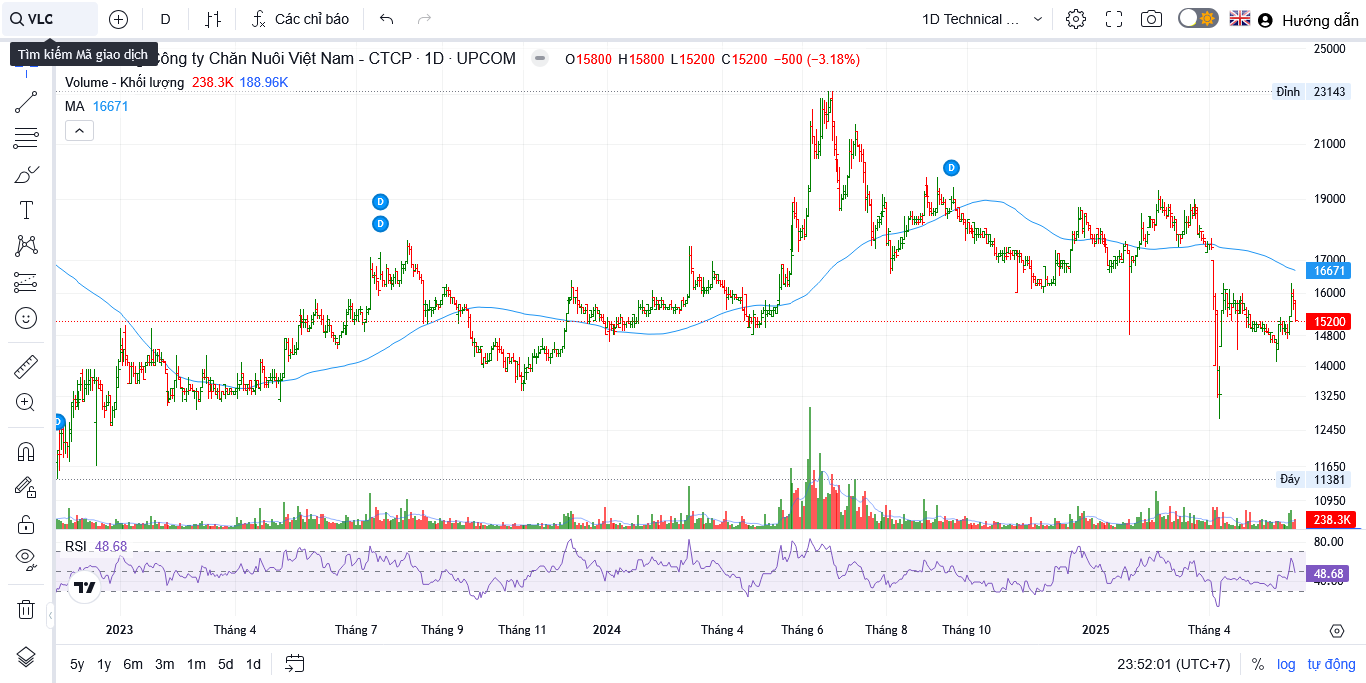 VLC D Các chỉ báo 1D Technical ... Hướng dẫn
Tìm kiếm Mã giao dịch
Công ty Chăn Nuôi Việt Nam - CTCP · 1D · UPCOM O15800 H15800 L15200 C15200 −500 (−3.18%)
Volume - Khối lượng 238.3K 188.96K
MA 16671
25000
Đỉnh 23143
21000
D
19000
D
D
17000
16671
16000
15200
14800
14000
13250
D
12450
11650
Đáy 11381
10950
238.3K
RSI 48.68
80.00
48.68
2023 Tháng 4 Tháng 7 Tháng 9 Tháng 11 2024 Tháng 4 Tháng 6 Tháng 8 Tháng 10 2025 Tháng 4
5y 1y 6m 3m 1m 5d 1d 23:52:01 (UTC+7) % log tự động